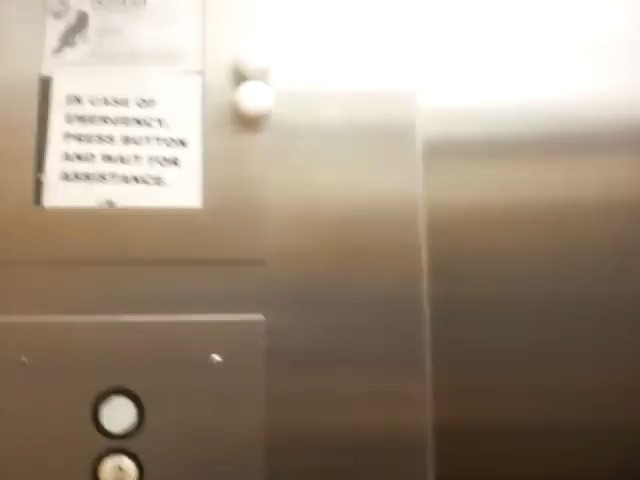 IN CASE OF
EMERGENCY,
PRESS BUTTON
AND WAIT FOR
ASSISTANCE.